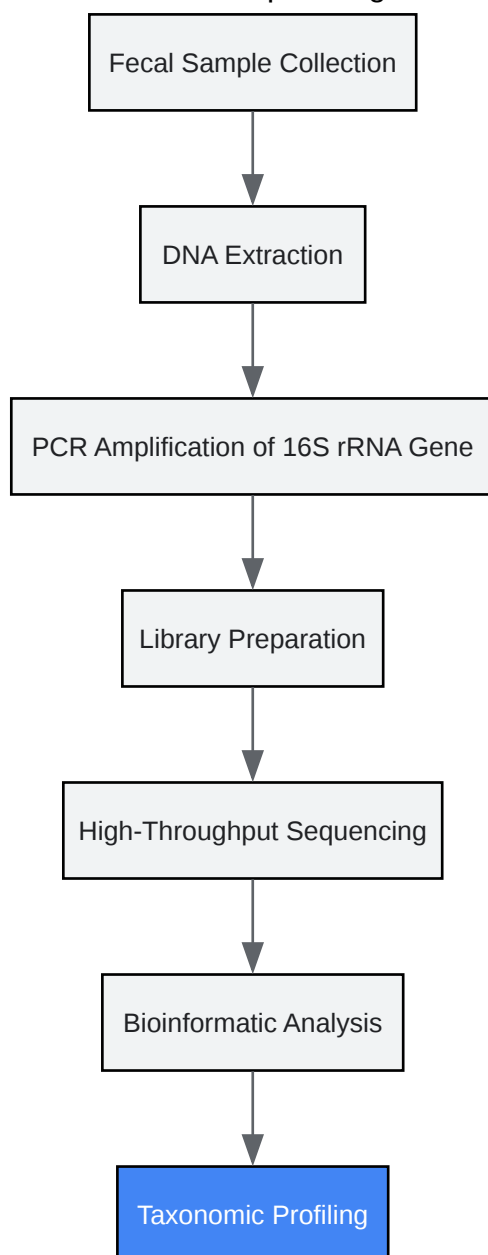 Fecal Sample Collection
DNA Extraction
PCR Amplification of 16S rRNA Gene
Library Preparation
High-Throughput Sequencing
Bioinformatic Analysis
Taxonomic Profiling